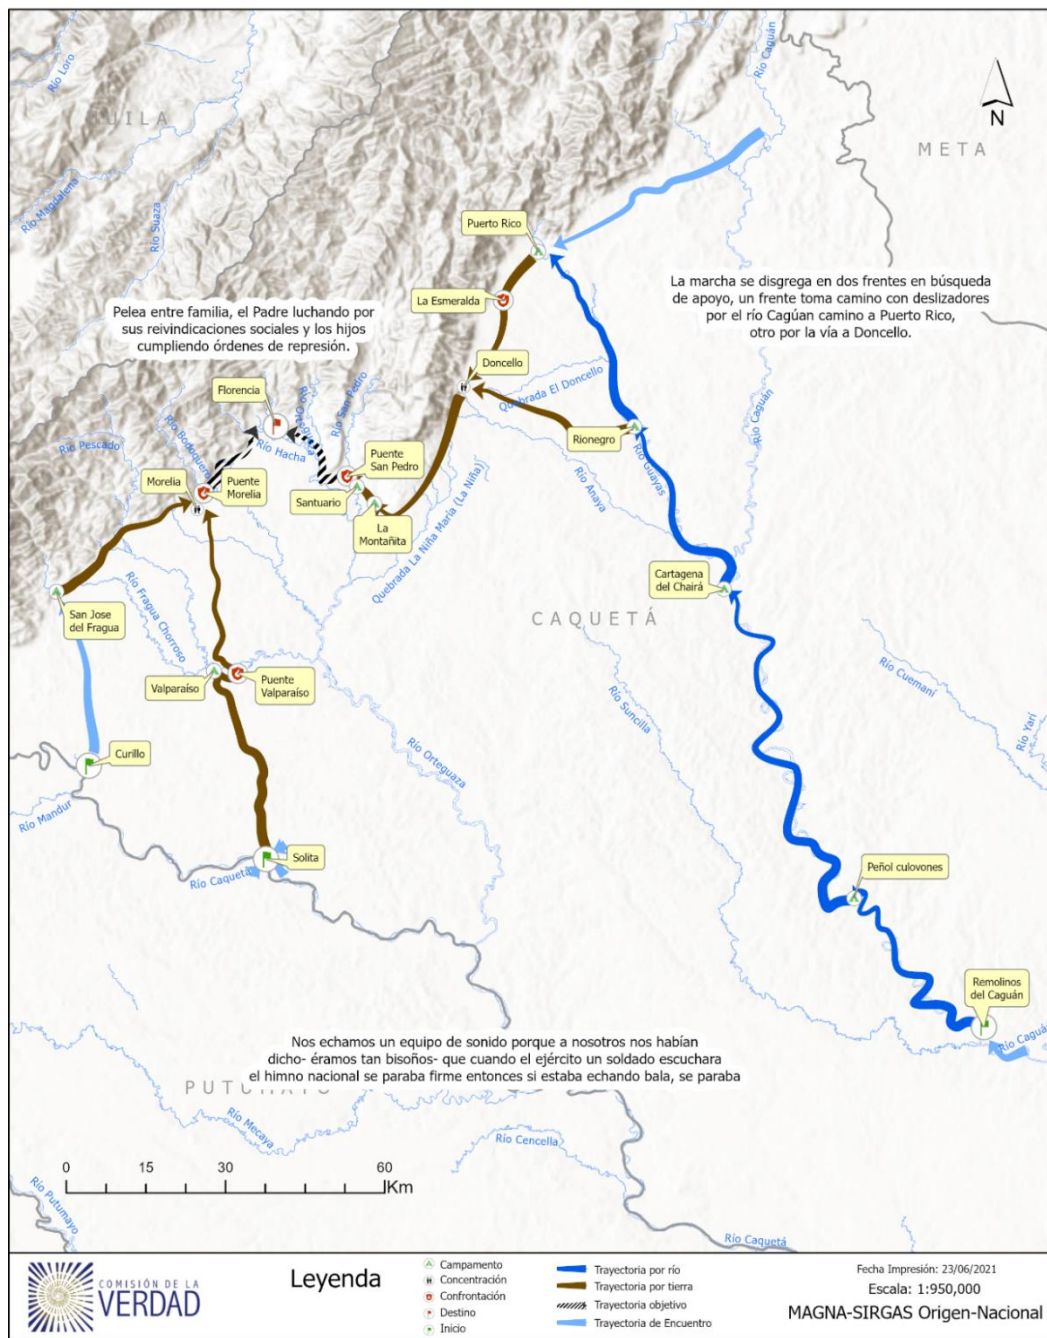 Río Loro
Río Caguán
HUILA
N
META
Río Magdalena
Río Suaza
Puerto Rico
La marcha se disgrega en dos frentes en búsqueda
de apoyo, un frente toma camino con deslizadores
por el río Cagúan camino a Puerto Rico,
otro por la vía a Doncello.
La Esmeralda
Pelea entre familia, el Padre luchando por
sus reivindicaciones sociales y los hijos
cumpliendo órdenes de represión.
Doncello
Quebrada El Doncello
Río Caguán
Florencia
Río San Pedro
Río Orteguaza
Río Bodoquero
Río Pescado
Río Hacha
Rionegro
Río Guayas
Puente
San Pedro
Morelia
Puente
Morelia
Santuario
Río Anaya
La
Montañita
Quebrada La Niña María (La Niña)
Cartagena
del Chairá
San Jose
del Fragua
Río Fragua Chorroso
CAQUETÁ
Valparaíso
Puente
Valparaíso
Río Cuemaní
Río Suncilla
Río Yarí
Curillo
Río Orteguaza
Río Mandur
Solita
Río Caquetá
Peñol culovones
Remolinos
del Caguán
Río Caguán
Nos echamos un equipo de sonido porque a nosotros nos habían
dicho- éramos tan bisoños- que cuando el ejército un soldado escuchara
el himno nacional se paraba firme entonces si estaba echando bala, se paraba
PUTUMAYO
Río Mecaya
Río Cencella
0 15 30 60
Km
Río Putumayo
Río Caquetá
COMISIÓN DE LA
VERDAD
Leyenda
Campamento
Concentración
Confrontación
Destino
Inicio
Trayectoria por río
Trayectoria por tierra
Trayectoria objetivo
Trayectoria de Encuentro
Fecha Impresión: 23/06/2021
Escala: 1:950,000
MAGNA-SIRGAS Origen-Nacional